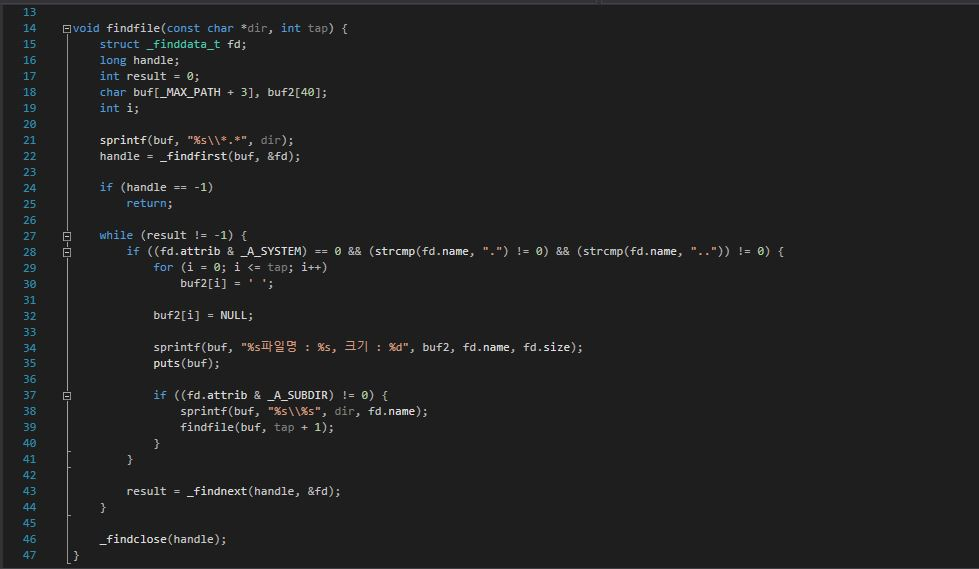 13
14 void findfile(const char *dir, int tap) {
15 struct _finddata_t fd;
16 long handle;
17 int result = 0;
18 char buf[_MAX_PATH + 3], buf2[40];
19 int i;
20
21 sprintf(buf, "%s\\*.*", dir);
22 handle = _findfirst(buf, &fd);
23
24 if (handle == -1)
25 return;
26
27 while (result != -1) {
28 if ((fd.attrib & _A_SYSTEM) == 0 && (strcmp(fd.name, ".") != 0) && (strcmp(fd.name, "..")) != 0) {
29 for (i = 0; i <= tap; i++)
30 buf2[i] = ' ';
31
32 buf2[i] = NULL;
33
34 sprintf(buf, "%s파일명 : %s, 크기 : %d", buf2, fd.name, fd.size);
35 puts(buf);
36
37 if ((fd.attrib & _A_SUBDIR) != 0) {
38 sprintf(buf, "%s\\%s", dir, fd.name);
39 findfile(buf, tap + 1);
40 }
41 }
42
43 result = _findnext(handle, &fd);
44 }
45
46 _findclose(handle);
47 }